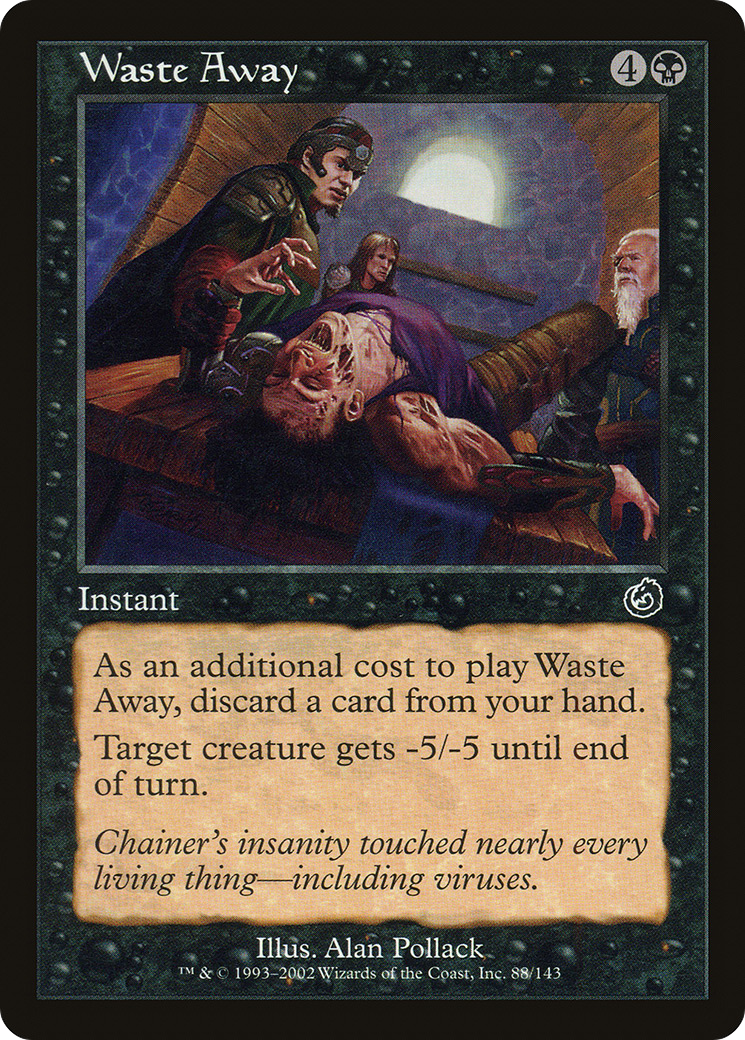 Waste Away 4
Instant
As an additional cost to play Waste
Away, discard a card from your hand.
Target creature gets -5/-5 until end
of turn.
Chainer's insanity touched nearly every
living thing—including viruses.
Illus. Alan Pollack
™ & © 1993–2002 Wizards of the Coast, Inc. 88/143